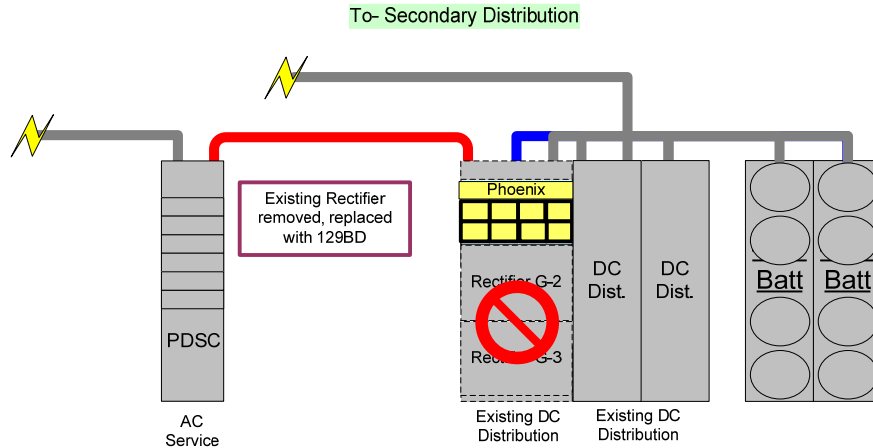 To- Secondary Distribution
Existing Rectifier
removed, replaced
with 129BD
Phoenix
Rectifier G-2
Rectifier G-3
DC
Dist.
DC
Dist.
Batt
Batt
PDSC
AC
Service
Existing DC
Distribution
Existing DC
Distribution